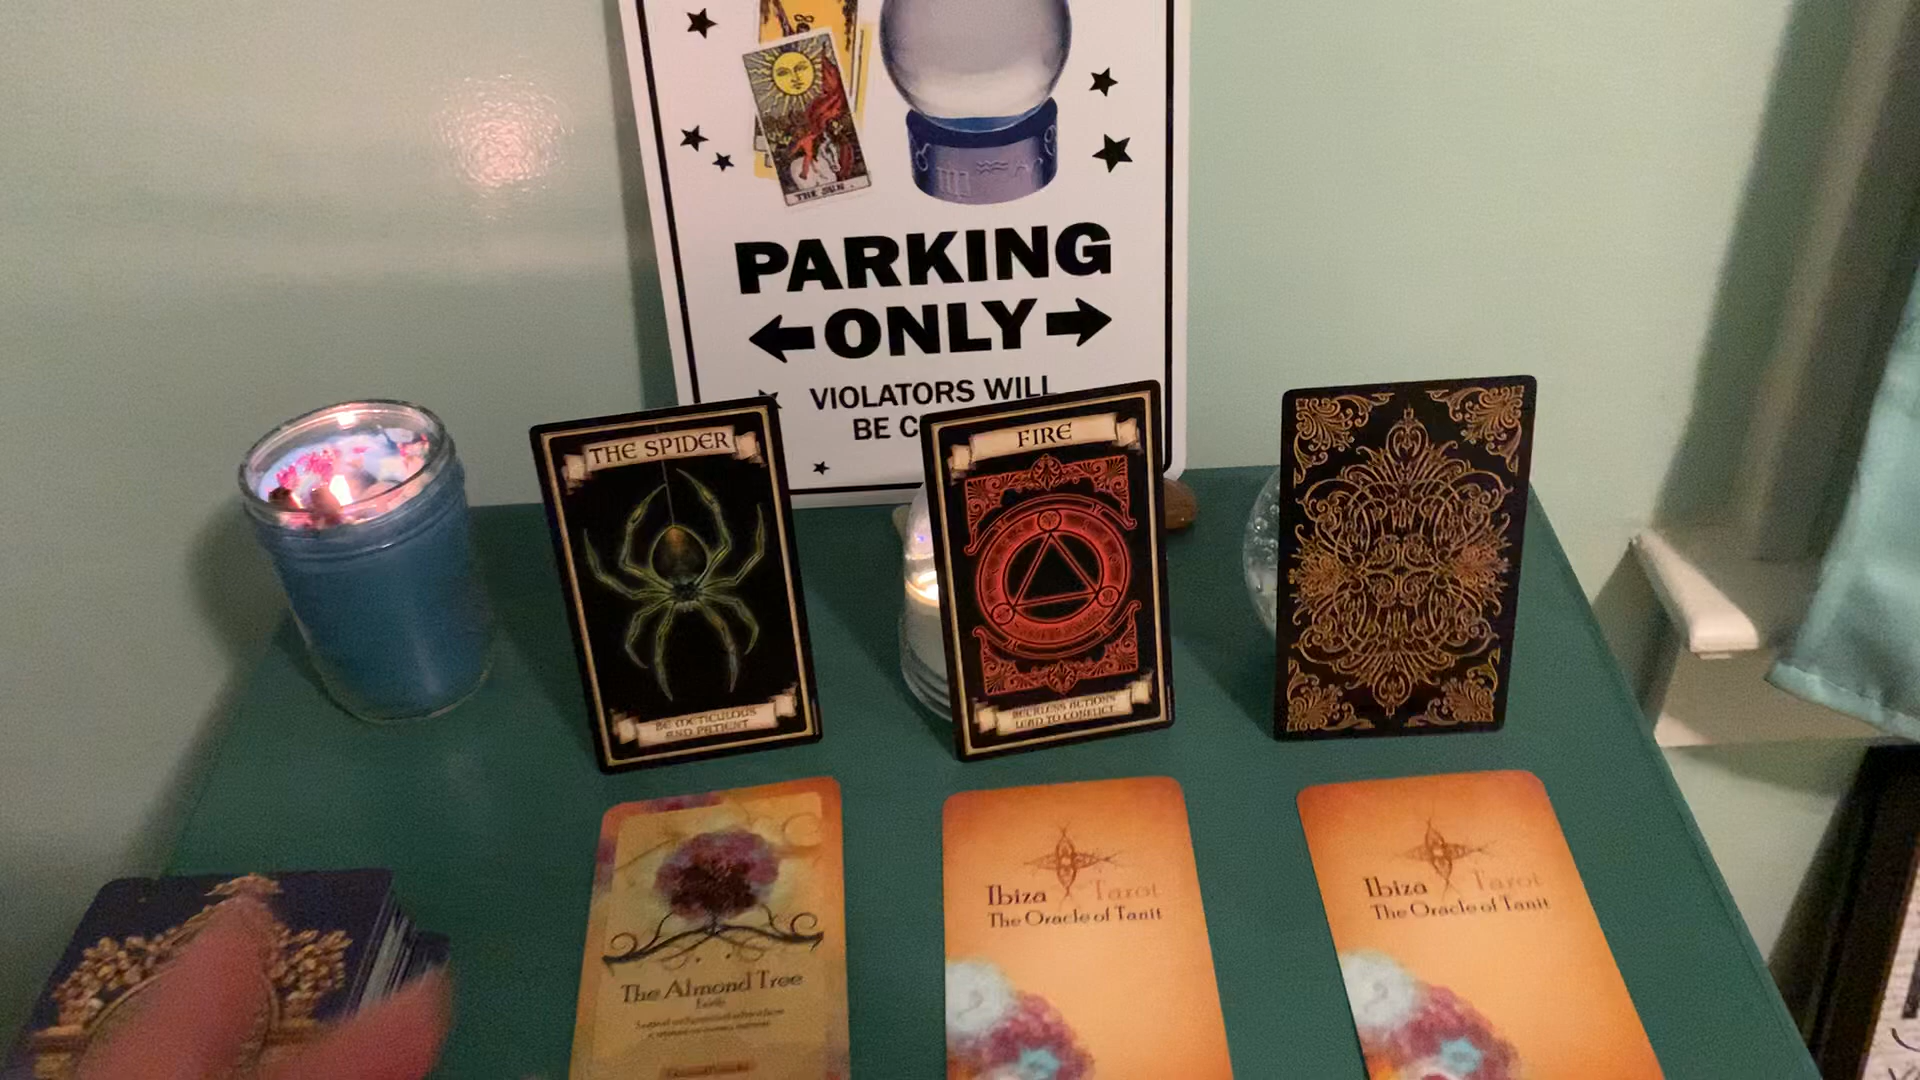 THE SUN.
PARKING
ONLY
VIOLATORS WILL
BE C
THE SPIDER
BE METICULOUS
AND PATIENT
FIRE
RECKLESS ACTIONS
LEAD TO CONFLICT
The Almond Tree
Earth
Ibiza Tarot
The Oracle of Tanit
Ibiza Tarot
The Oracle of Tanit